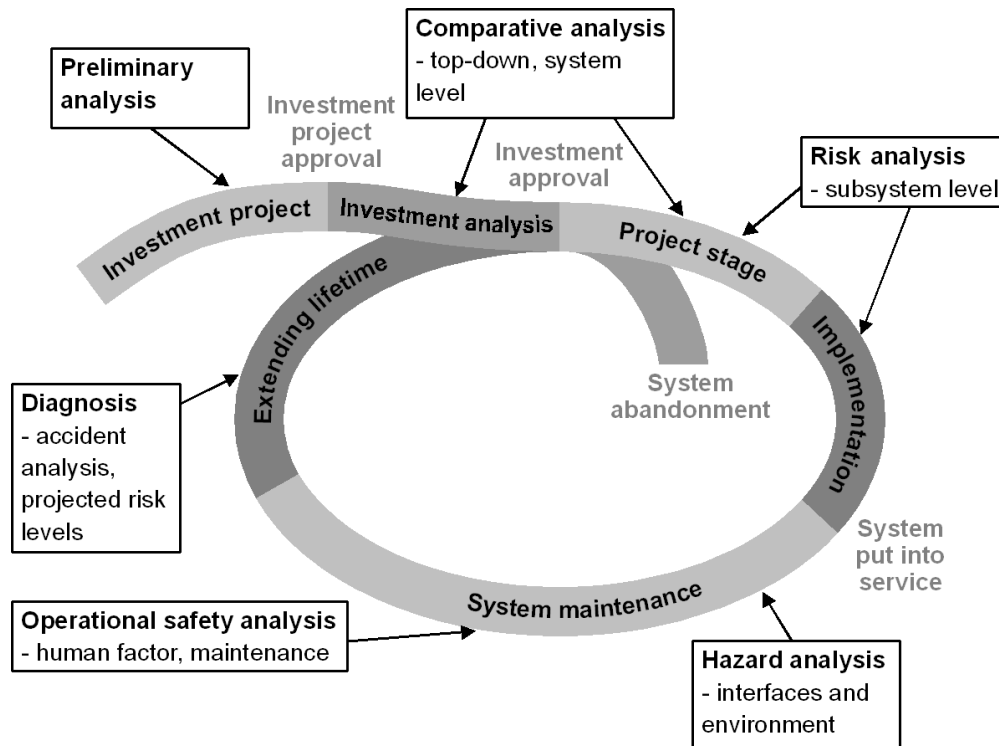 Comparative analysis
- top-down, system
level
Preliminary
analysis
Investment
project
approval
Investment
approval
Risk analysis
- subsystem level
Investment project
Investment analysis
Project stage
Implementation
Extending lifetime
System
abandonment
Diagnosis
- accident
analysis,
projected risk
levels
System
put into
service
System maintenance
Operational safety analysis
- human factor, maintenance
Hazard analysis
- interfaces and
environment